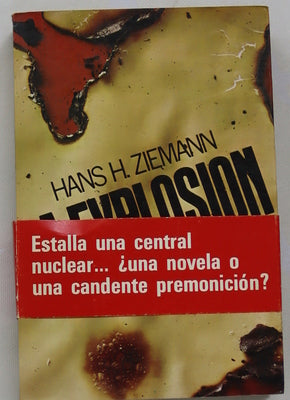 HANS H. ZIEMANN
EXPLOSION
Estalla una central
nuclear... ¿una novela o
una candente premonición?